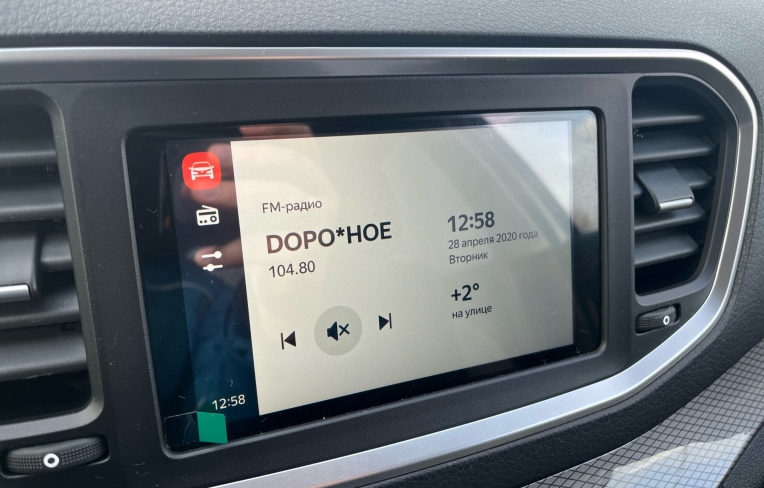 FM-радио
DOPO*HOE
104.80
12:58
28 апреля 2020 года
Вторник
+2°
на улице
12:58